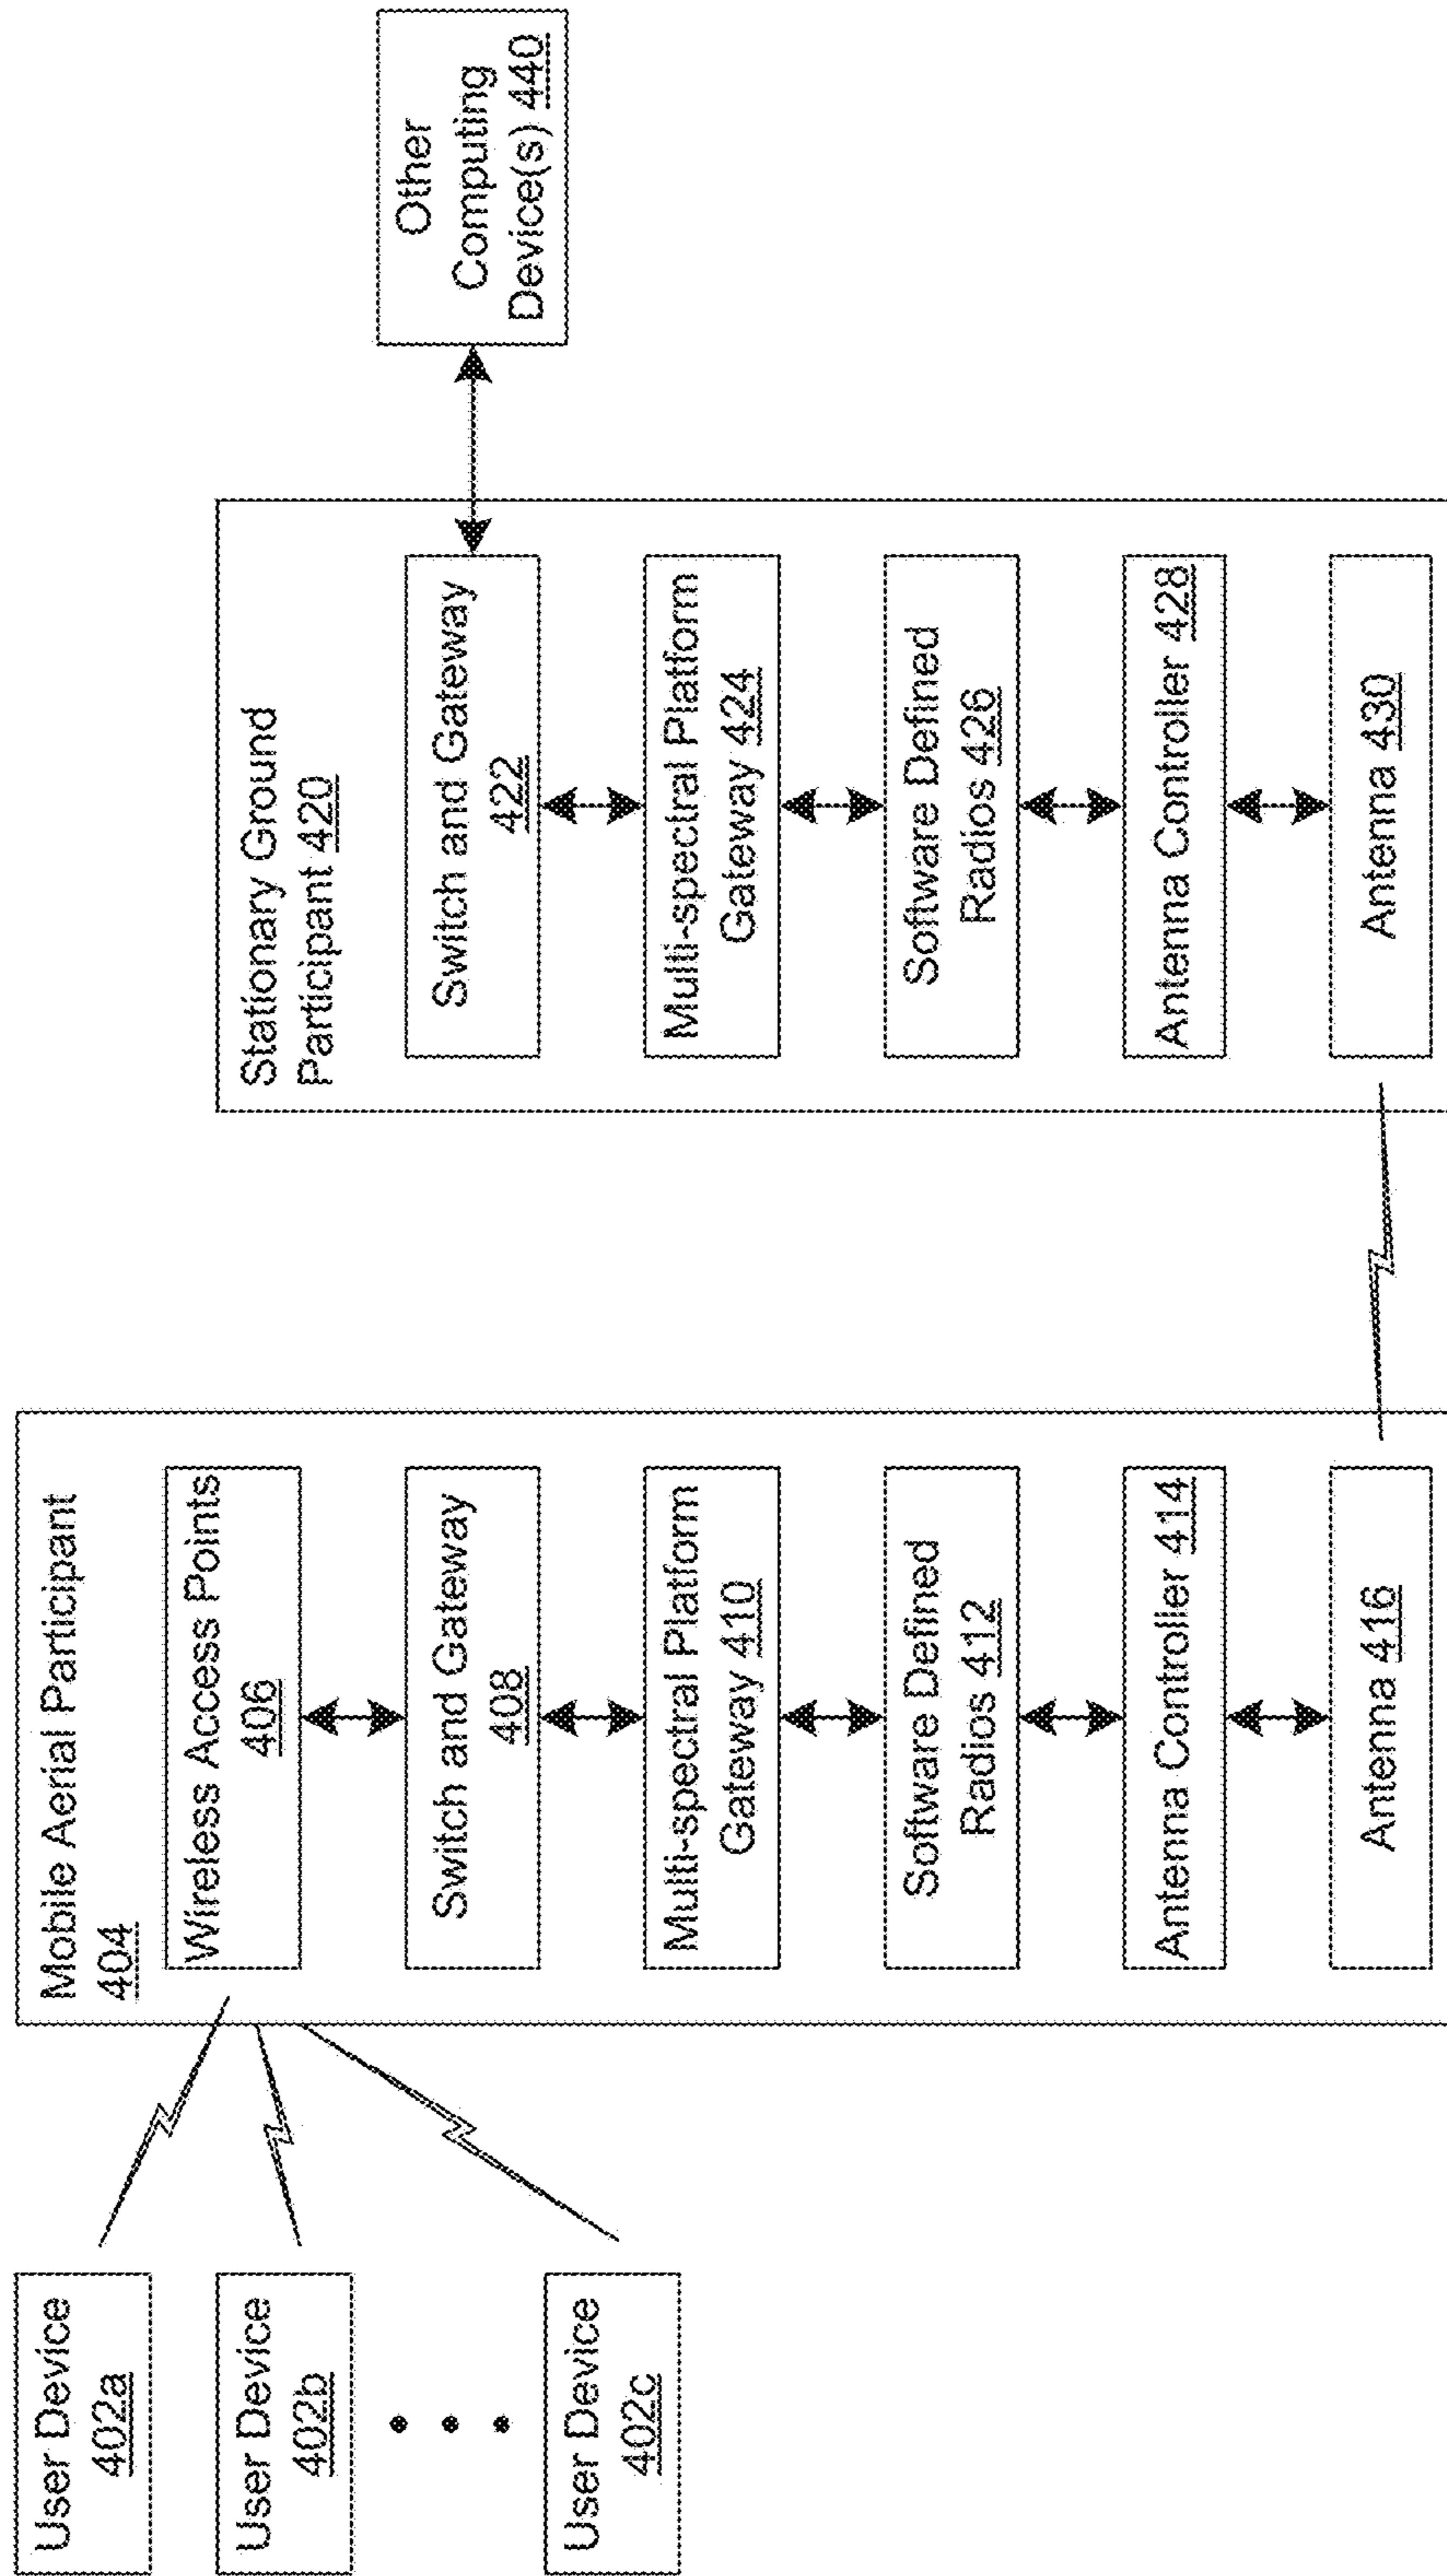 User Device
402a
User Device
402b
User Device
402c
Mobile Aerial Participant
404
Wireless Access Points
406
Switch and Gateway
408
Multi-spectral Platform
Gateway 410
Software Defined
Radios 412
Antenna Controller 414
Antenna 416
Stationary Ground
Participant 420
Switch and Gateway
422
Multi-spectral Platform
Gateway 424
Software Defined
Radios 426
Antenna Controller 428
Antenna 430
Other
Computing
Device(s) 440